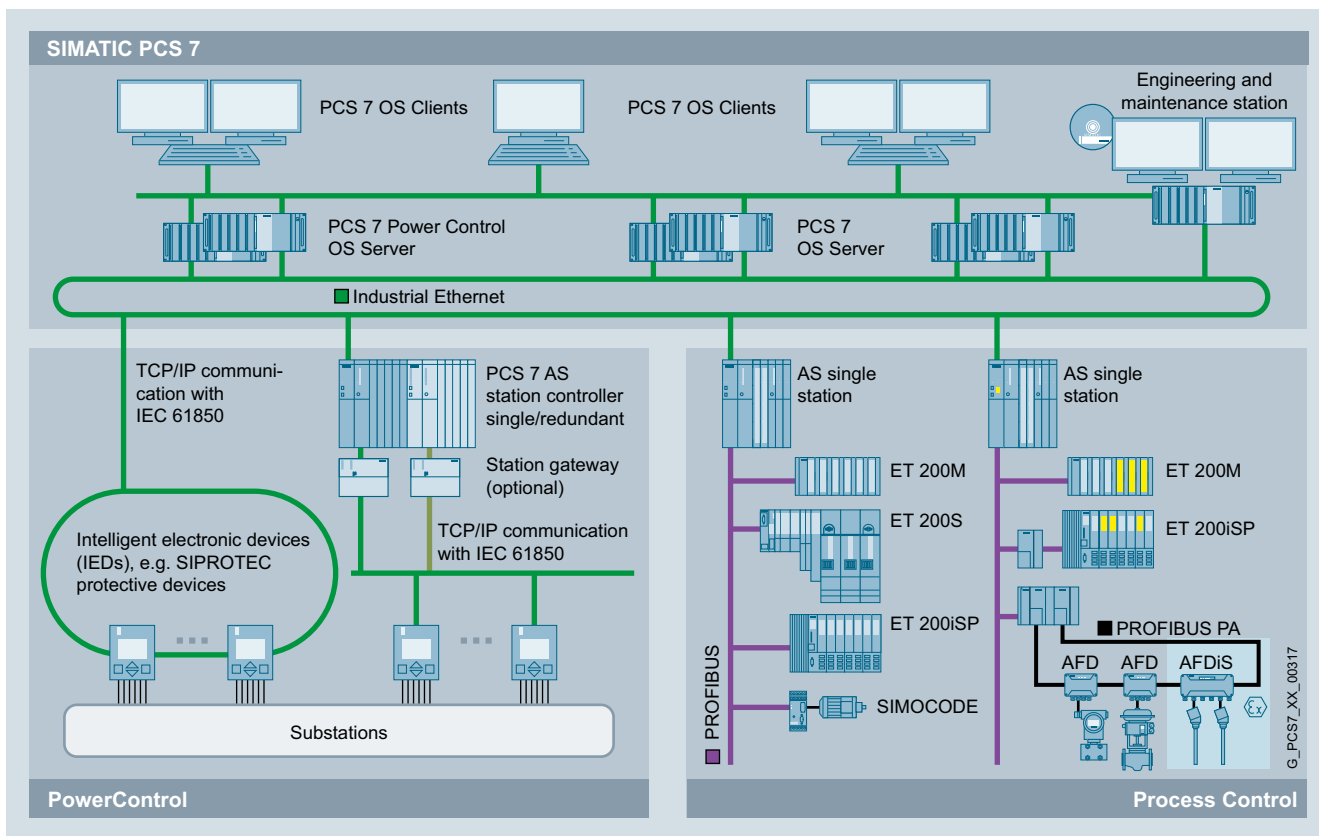 SIMATIC PCS 7
PCS 7 OS Clients
PCS 7 OS Clients
Engineering and
maintenance station
PCS 7 Power Control
OS Server
PCS 7
OS Server
Industrial Ethernet
TCP/IP communi-
cation with
IEC 61850
PCS 7 AS
station controller
single/redundant
Station gateway
(optional)
TCP/IP communication
with IEC 61850
Intelligent electronic devices
(IEDs), e.g. SIPROTEC
protective devices
Substations
PowerControl
AS single
station
AS single
station
ET 200M
ET 200S
ET 200iSP
SIMOCODE
PROFIBUS
ET 200M
ET 200iSP
PROFIBUS PA
AFD
AFD
AFDiS
Ex
G_PCS7_XX_00317
Process Control